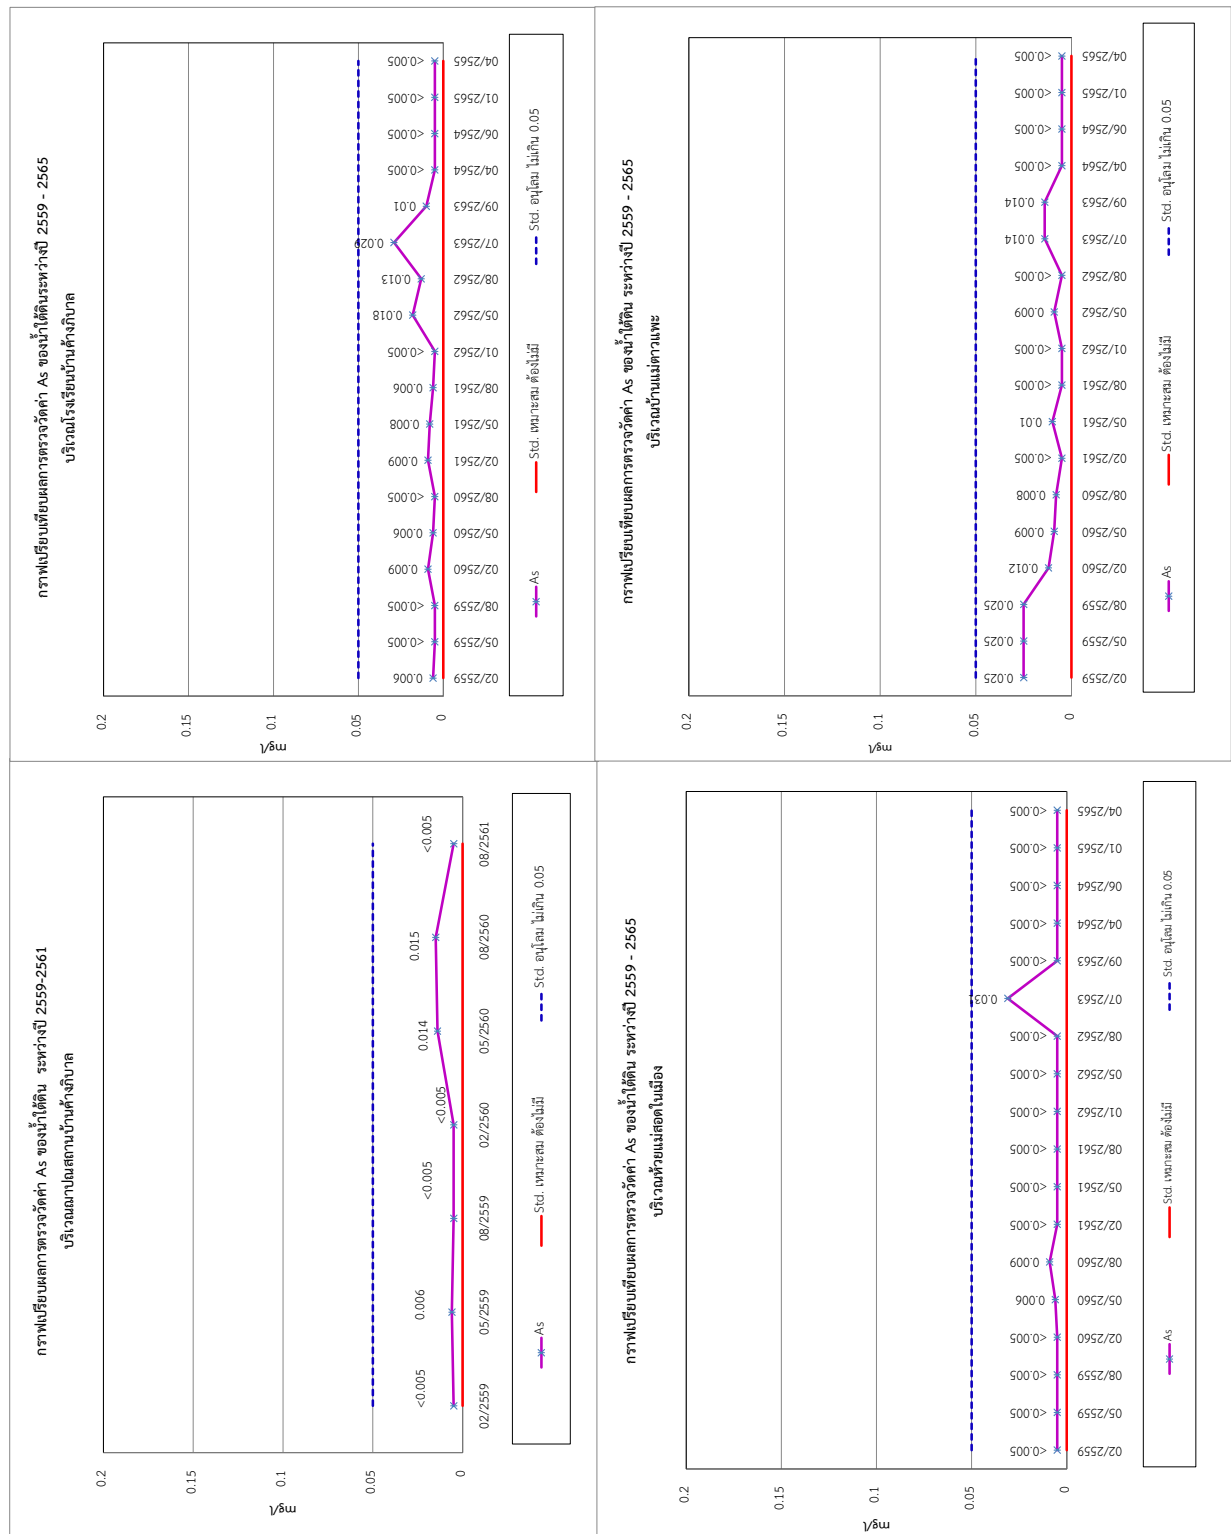 กราฟเปรียบผลการตรวจวัดค่า As ของน้ำใต้ดิน ระหว่างปี 2559-2561
บริเวณฌาปณสถานบ้านค้างภิบาล
mg/l
0.2
0.15
0.1
0.05
0
<0.005 0.006 <0.005 <0.005 0.014 0.015 <0.005
02/2559 05/2559 08/2559 02/2560 05/2560 08/2560 08/2561
As Std. เหมาะสม ต้องไม่มี Std. อนุโลม ไม่เกิน 0.05
กราฟเปรียบเทียบผลการตรวจวัดค่า As ของน้ำใต้ดินระหว่างปี 2559 - 2565
บริเวณโรงเรียนบ้านค้างภิบาล
mg/l
0.2
0.15
0.1
0.05
0
0.006 <0.005 <0.005 0.009 0.006 <0.005 0.009 0.008 0.006 <0.005 0.018 0.013 0.029 0.01 <0.005 <0.005 <0.005 <0.005
02/2559 05/2559 08/2559 02/2560 05/2560 08/2560 02/2561 05/2561 08/2561 01/2562 05/2562 08/2562 07/2563 09/2563 04/2564 06/2564 01/2565 04/2565
As Std. เหมาะสม ต้องไม่มี Std. อนุโลม ไม่เกิน 0.05
กราฟเปรียบเทียบผลการตรวจวัดค่า As ของน้ำใต้ดิน ระหว่างปี 2559 - 2565
บริเวณห้วยแม่สอดในเมือง
mg/l
0.2
0.15
0.1
0.05
0
<0.005 <0.005 <0.005 <0.005 0.006 0.009 <0.005 <0.005 <0.005 <0.005 <0.005 <0.005 0.031 <0.005 <0.005 <0.005 <0.005 <0.005
02/2559 05/2559 08/2559 02/2560 05/2560 08/2560 02/2561 05/2561 08/2561 01/2562 05/2562 08/2562 07/2563 09/2563 04/2564 06/2564 01/2565 04/2565
As Std. เหมาะสม ต้องไม่มี Std. อนุโลม ไม่เกิน 0.05
กราฟเปรียบเทียบผลการตรวจวัดค่า As ของน้ำใต้ดิน ระหว่างปี 2559 - 2565
บริเวณบ้านแม่ตาวแพะ
mg/l
0.2
0.15
0.1
0.05
0
0.025 0.025 0.025 0.012 0.009 0.008 <0.005 0.01 <0.005 <0.005 0.009 <0.005 0.014 0.014 <0.005 <0.005 <0.005 <0.005
02/2559 05/2559 08/2559 02/2560 05/2560 08/2560 02/2561 05/2561 08/2561 01/2562 05/2562 08/2562 07/2563 09/2563 04/2564 06/2564 01/2565 04/2565
As Std. เหมาะสม ต้องไม่มี Std. อนุโลม ไม่เกิน 0.05